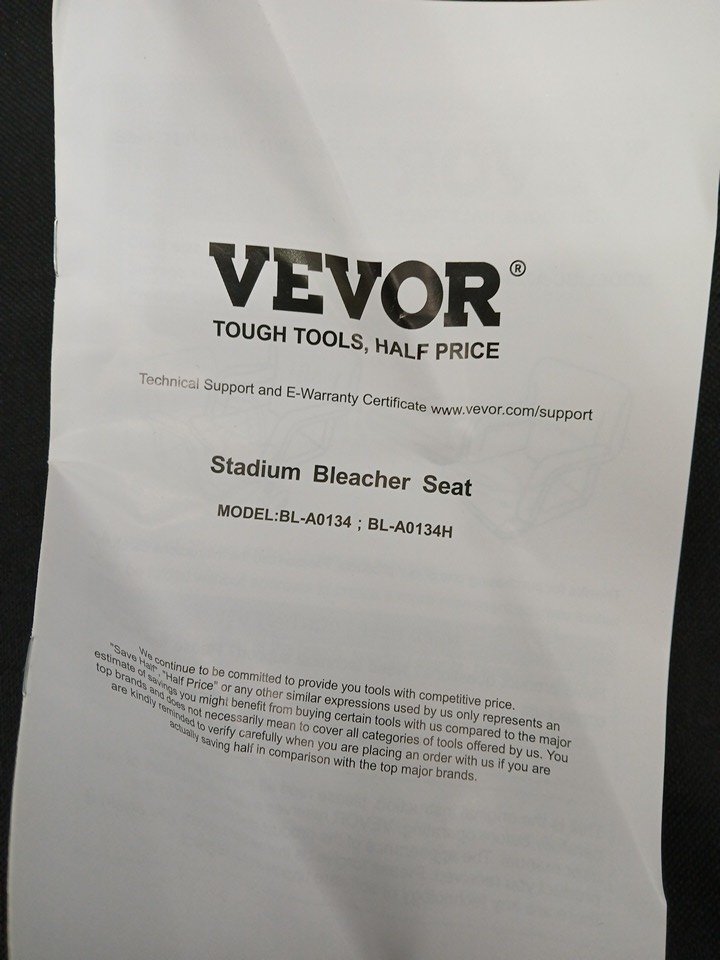 VEVOR®
TOUGH TOOLS, HALF PRICE
Technical Support and E-Warranty Certificate www.vevor.com/support
Stadium Bleacher Seat
MODEL:BL-A0134 ; BL-A0134H
We continue to be committed to provide you tools with competitive price.
"Save Half", "Half Price" or any other similar expressions used by us only represents an
estimate of savings you might benefit from buying certain tools with us compared to the major
top brands and does not necessarily mean to cover all categories of tools offered by us. You
are kindly reminded to verify carefully when you are placing an order with us if you are
actually saving half in comparison with the top major brands.